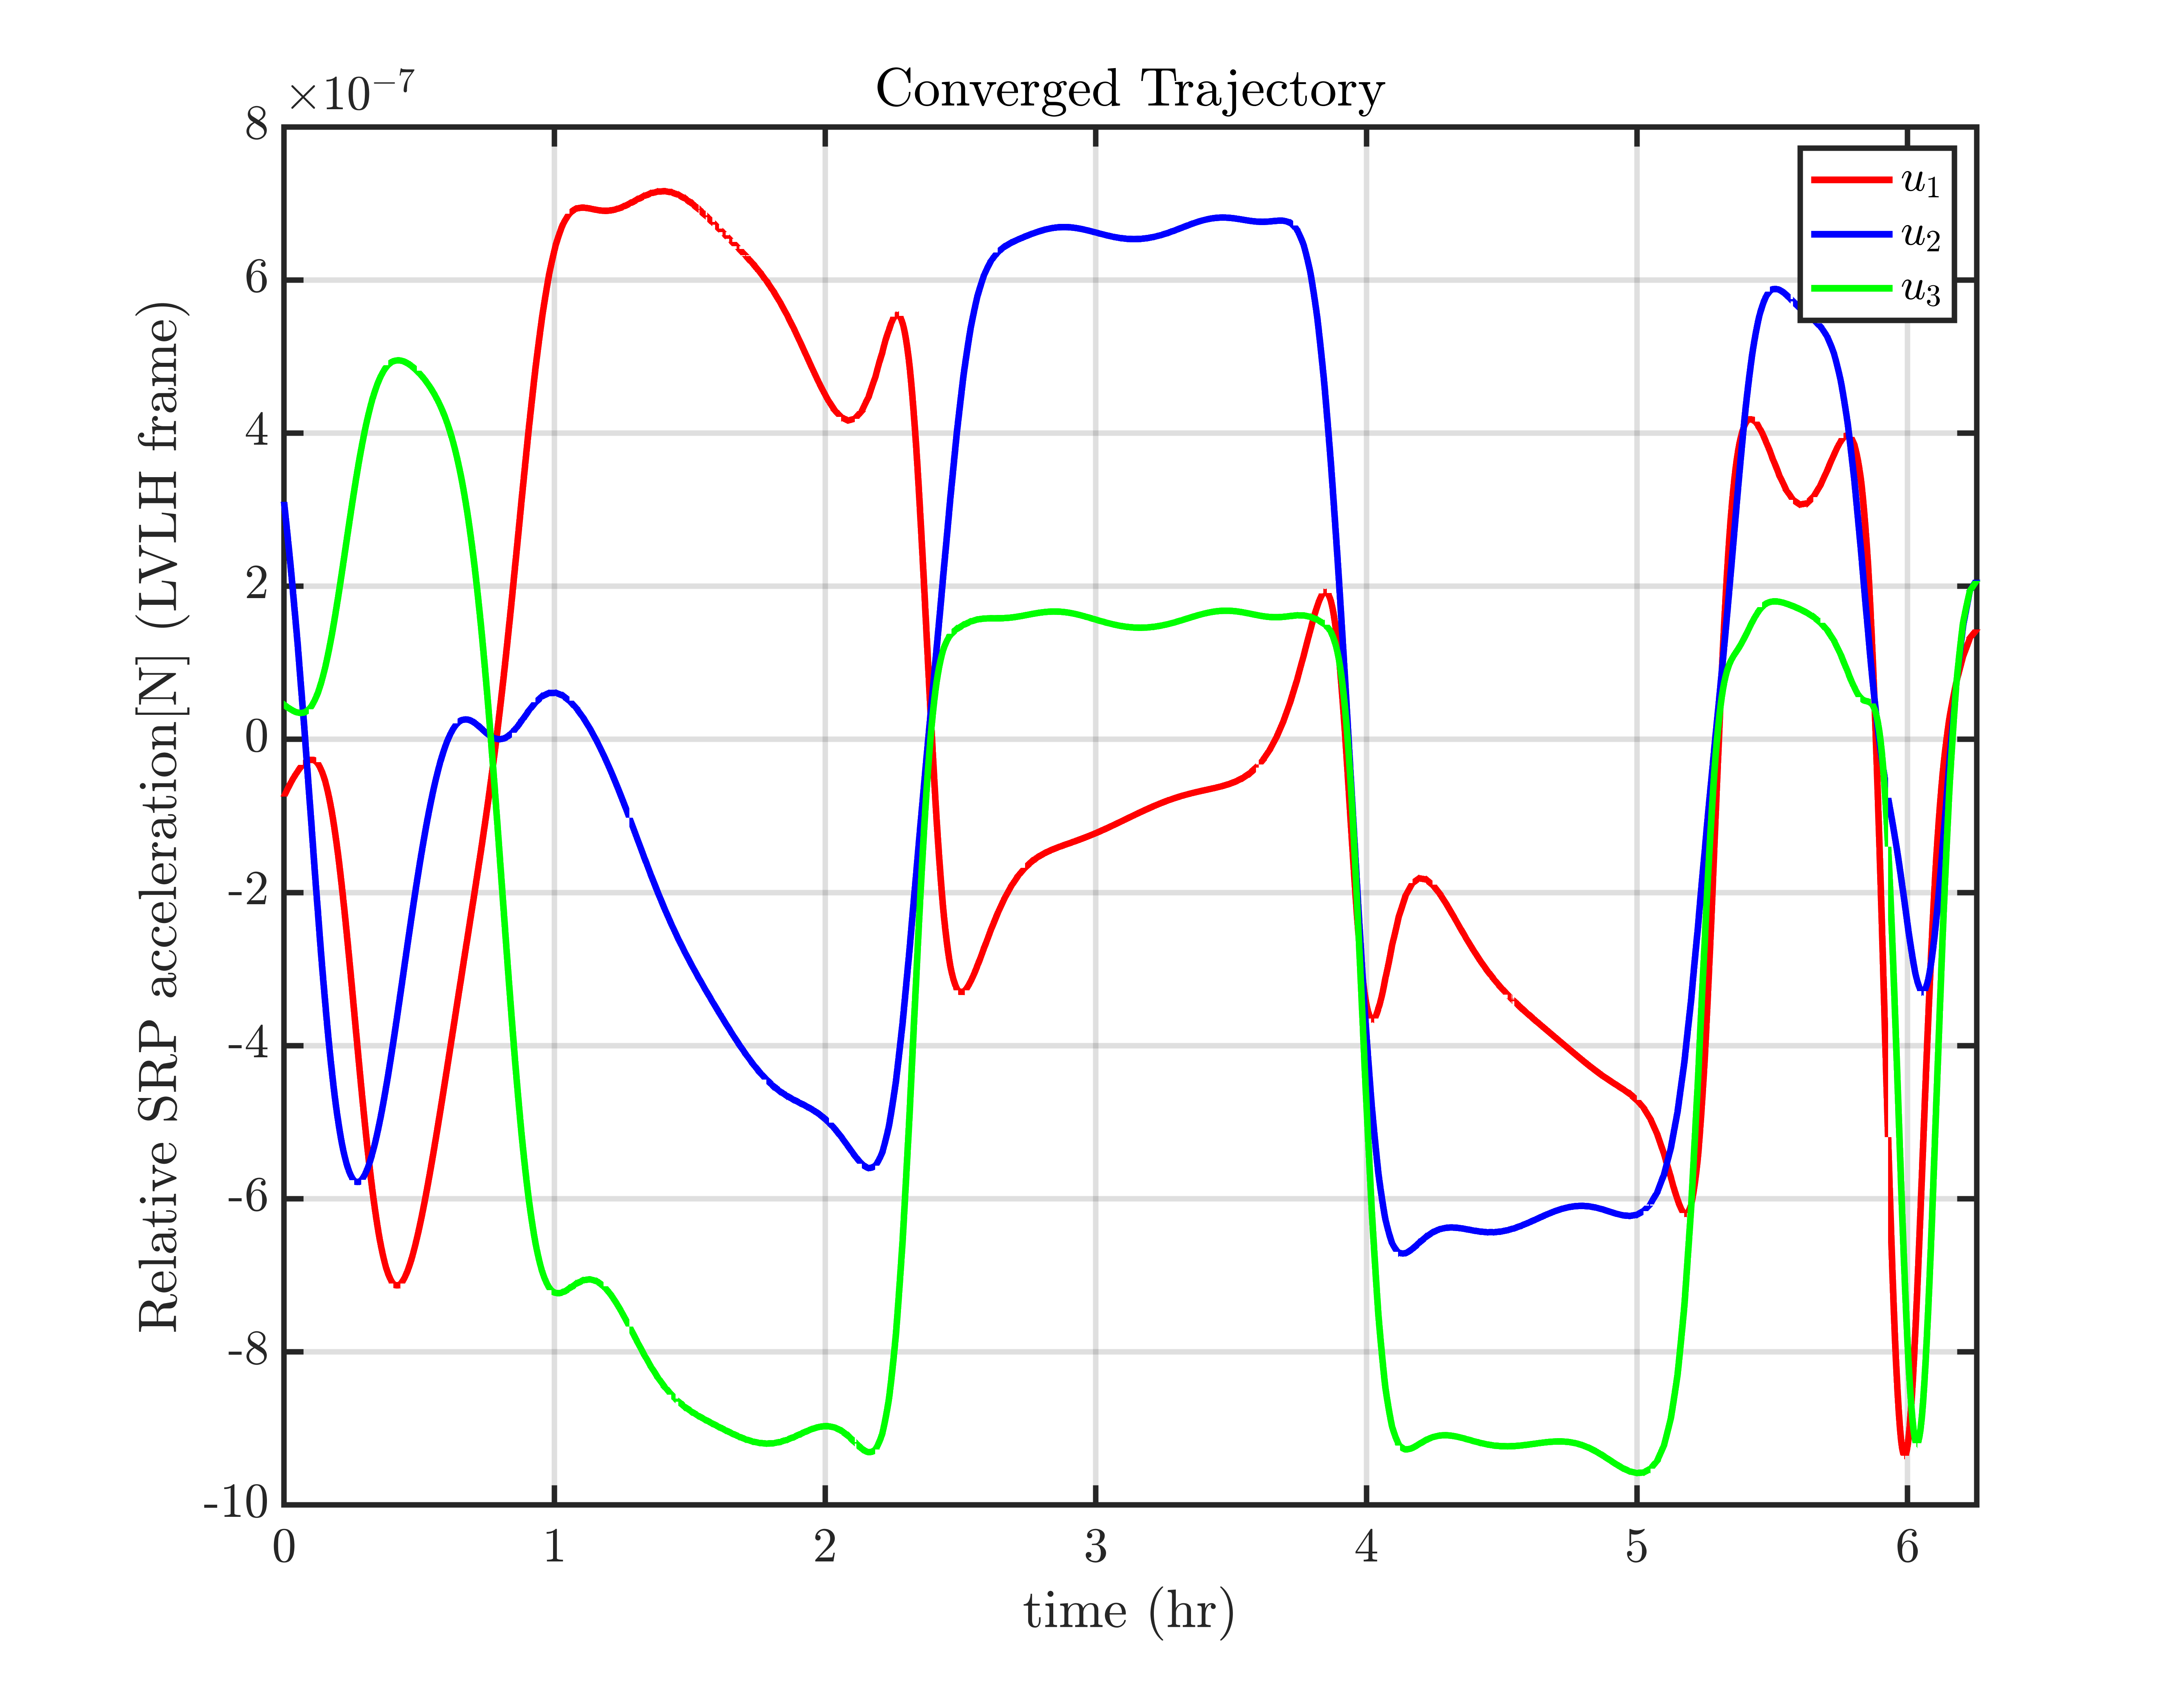 Converged Trajectory
×10⁻⁷
8
6
4
2
0
-2
-4
-6
-8
-10
0 1 2 3 4 5 6
time (hr)
Relative SRP acceleration[N] (LVLH frame)
u₁
u₂
u₃